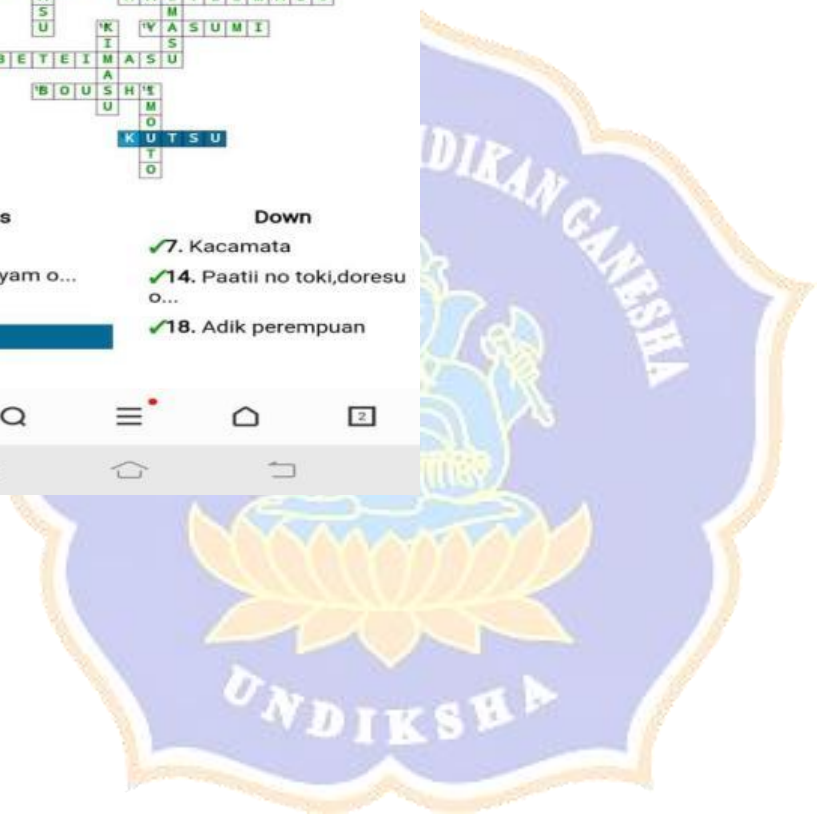 S
M
U
K
YASUMI
I
S
BETEIMASU
A
BOUSHI
U
M
O
KUTSU
T
O
s
Down
7. Kacamata
yam o...
14. Paatii no toki,doresu
o...
18. Adik perempuan
2
DIKAN GANESHA
UNDIKSHA